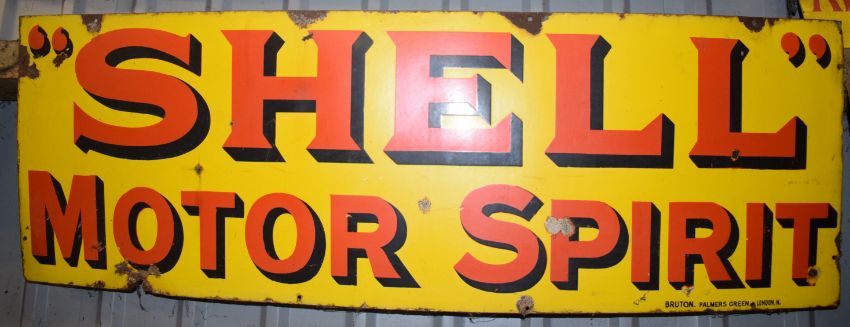 "SHELL"
MOTOR SPIRIT
BRUTON. PALMERS GREEN. LONDON, N.